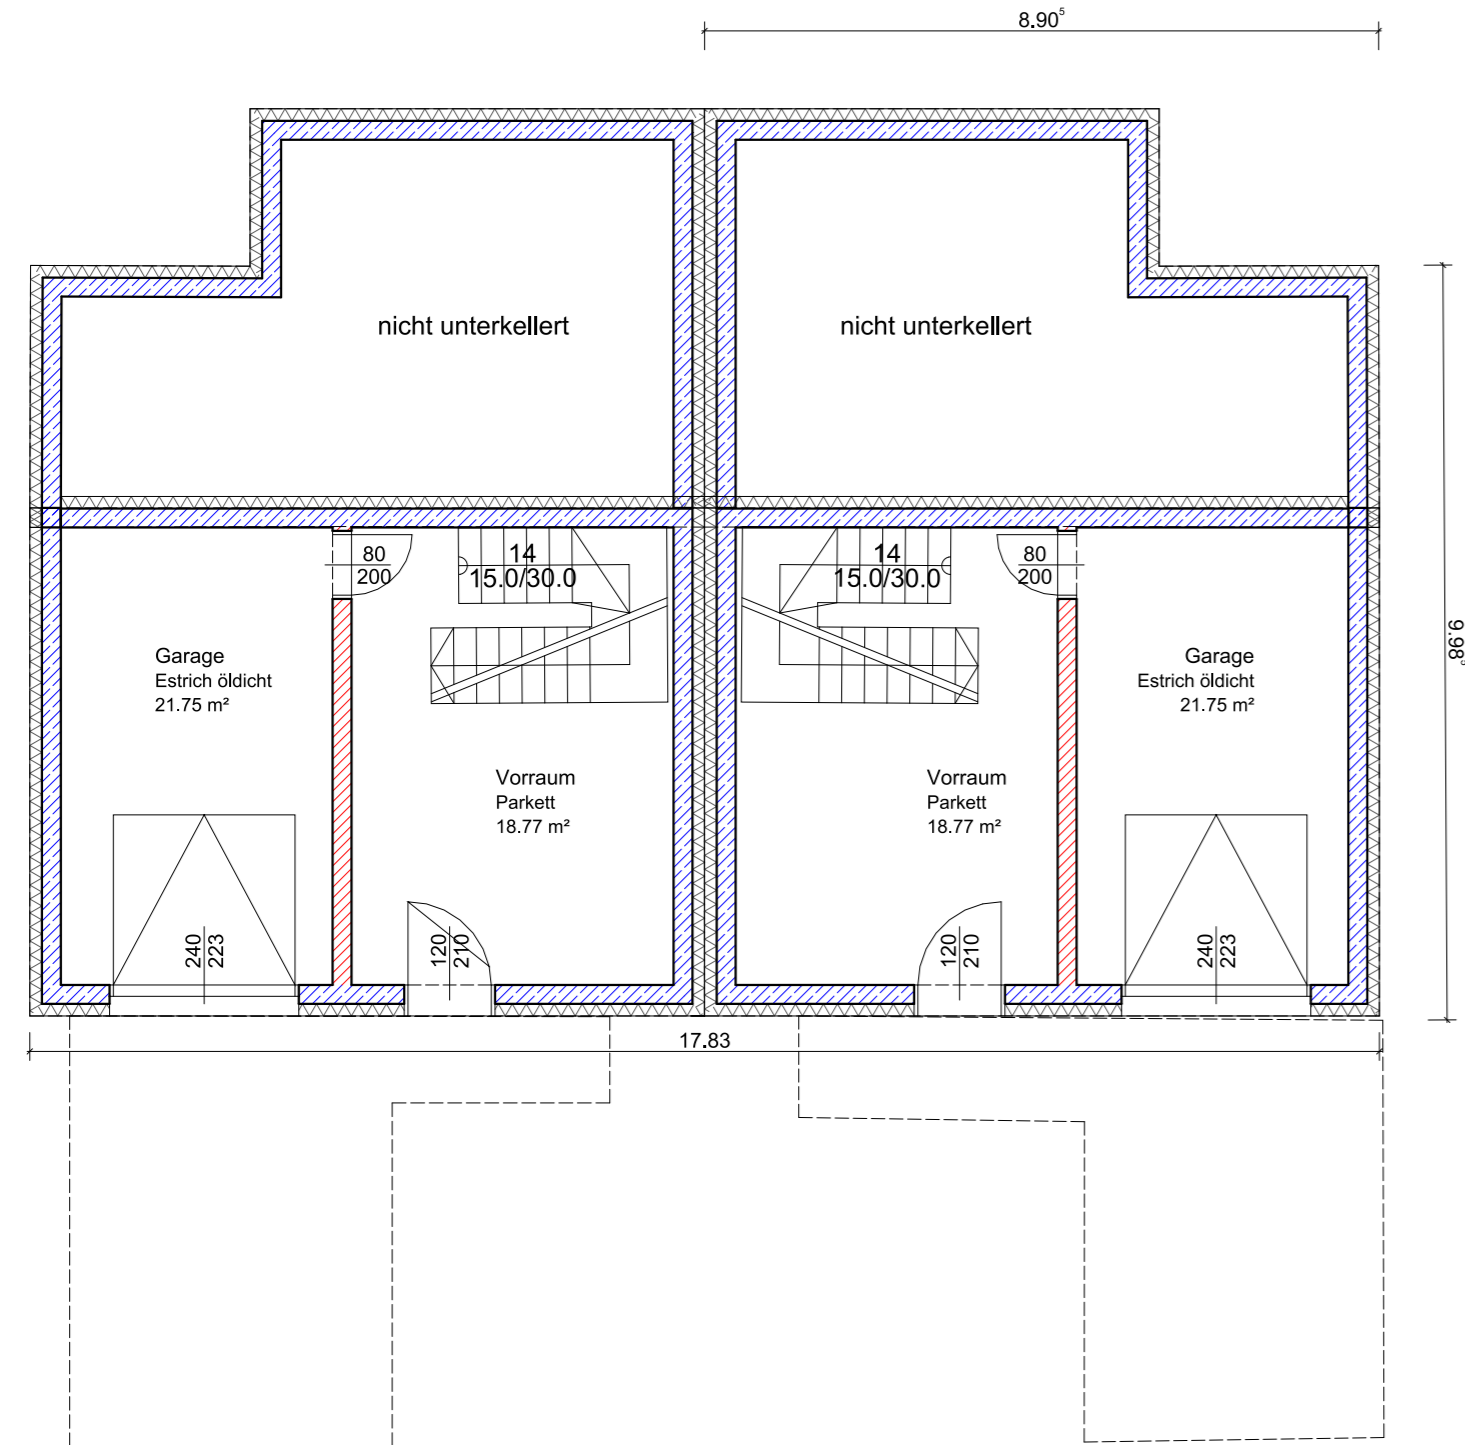 8.90⁵
nicht unterkellert
nicht unterkellert
80
200
14
15.0/30.0
14
15.0/30.0
80
200
9.98⁵
Garage
Estrich öldicht
21.75 m²
Garage
Estrich öldicht
21.75 m²
Vorraum
Parkett
18.77 m²
Vorraum
Parkett
18.77 m²
240
223
120
210
120
210
240
223
17.83